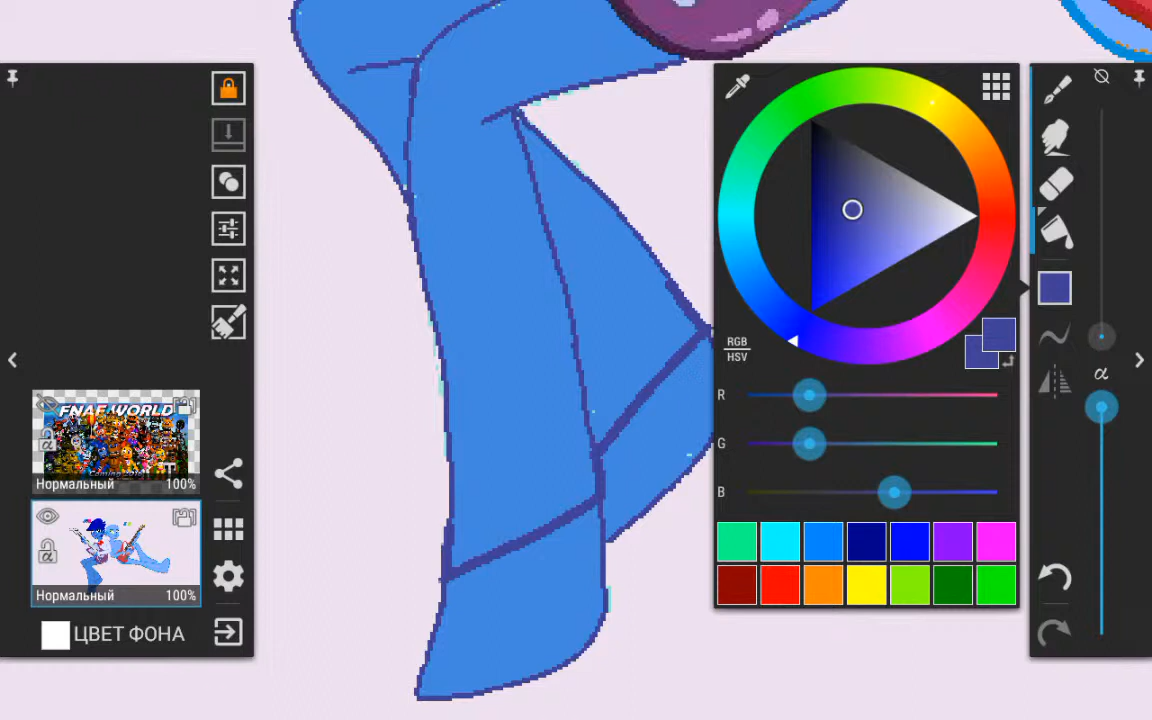 FNAF WORLD
Нормальный 100%
Нормальный 100%
ЦВЕТ ФОНА
RGB
HSV
R
G
B
α
α
α